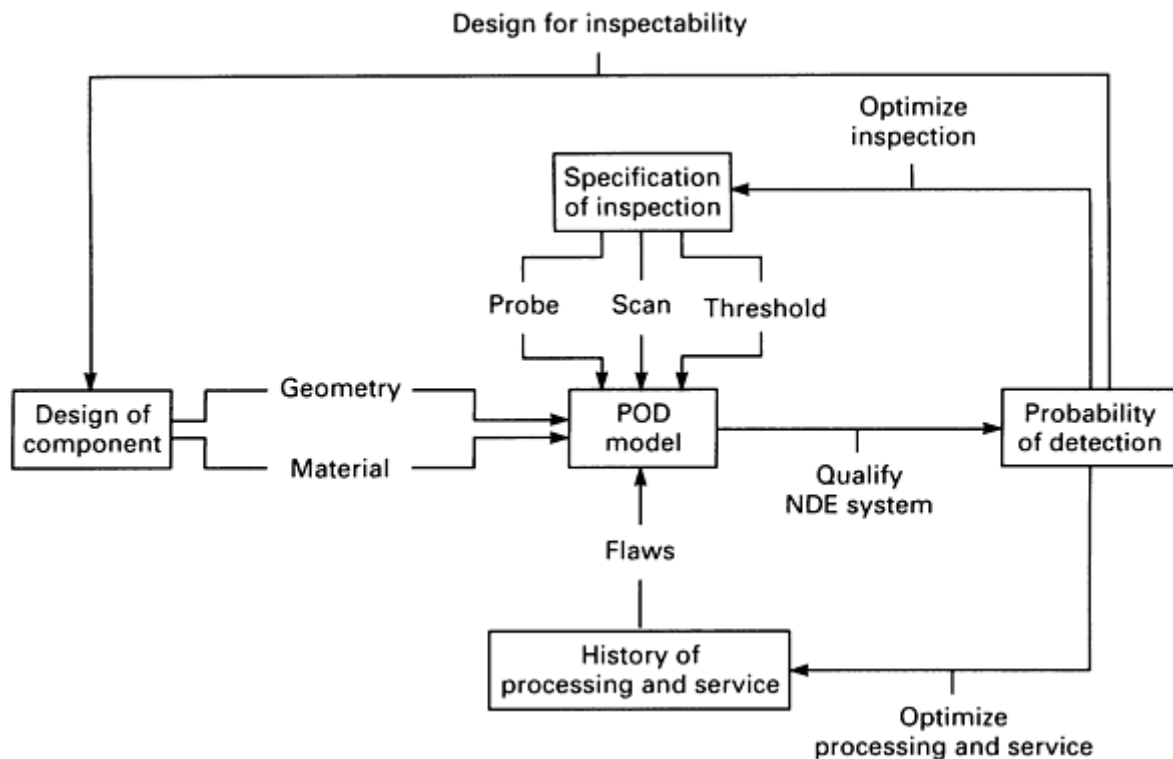 Design for inspectability
Optimize
inspection
Specification
of inspection
Probe
Scan
Threshold
Geometry
Design of
component
Material
POD
model
Probability
of detection
Qualify
NDE system
Flaws
History of
processing and service
Optimize
processing and service